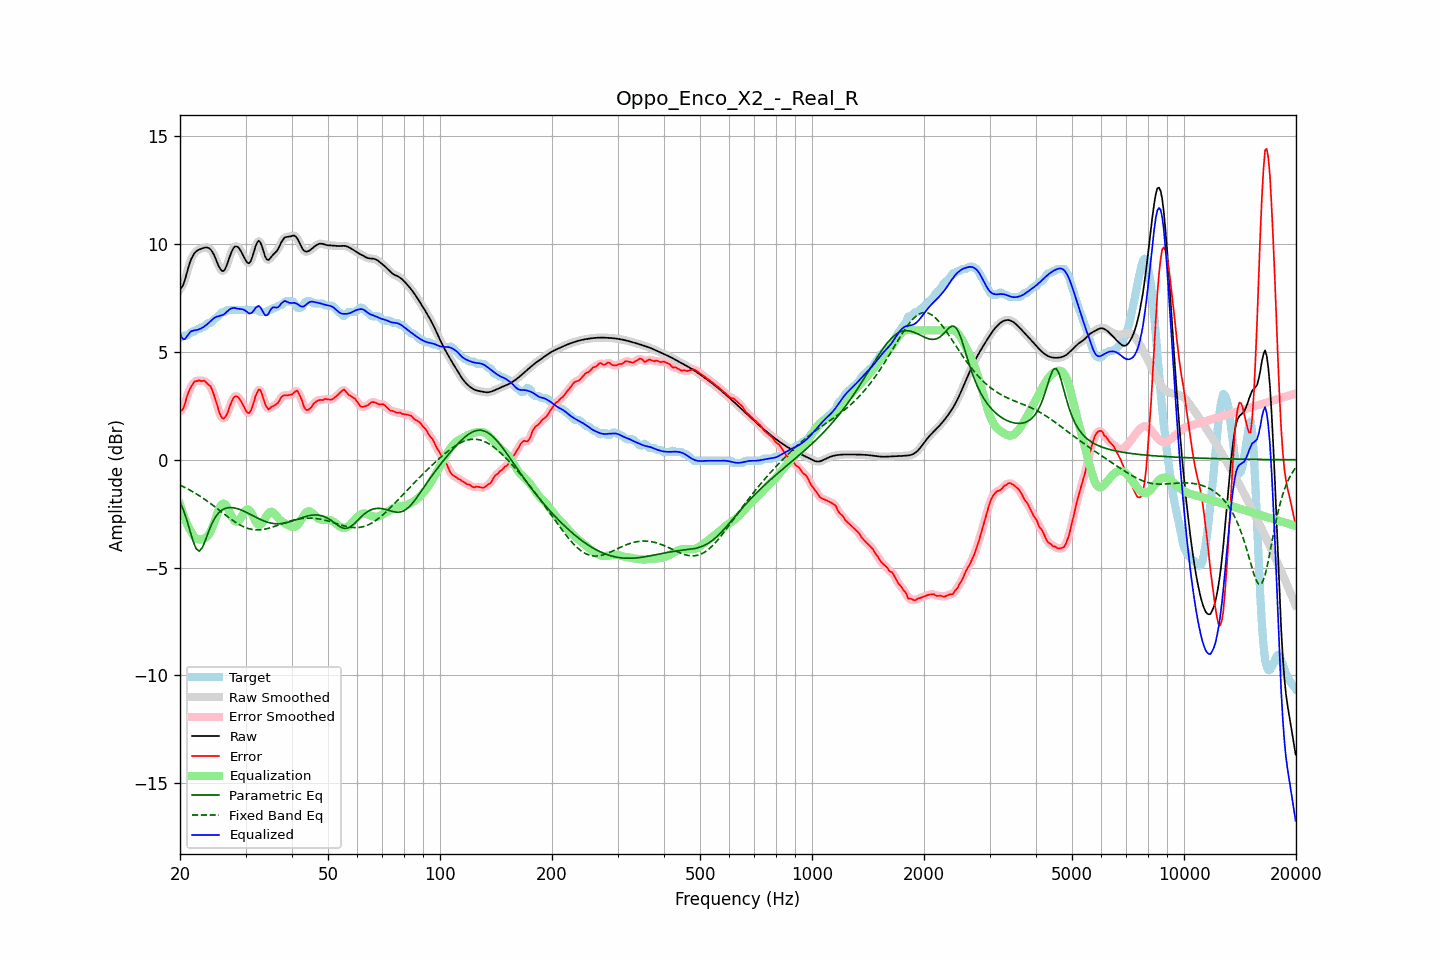 Oppo_Enco_X2_-_Real_R
15
10
5
0
−5
−10
−15
Amplitude (dBr)
Target
Raw Smoothed
Error Smoothed
Raw
Error
Equalization
Parametric Eq
Fixed Band Eq
Equalized
20 50 100 200 500 1000 2000 5000 10000 20000
Frequency (Hz)